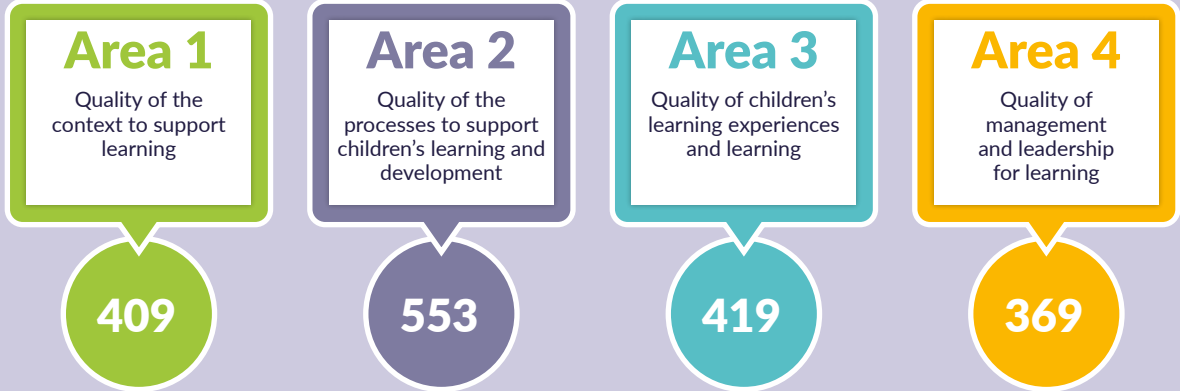 Area 1
Quality of the
context to support
learning
409
Area 2
Quality of the
processes to support
children's learning and
development
553
Area 3
Quality of children's
learning experiences
and learning
419
Area 4
Quality of
management
and leadership
for learning
369